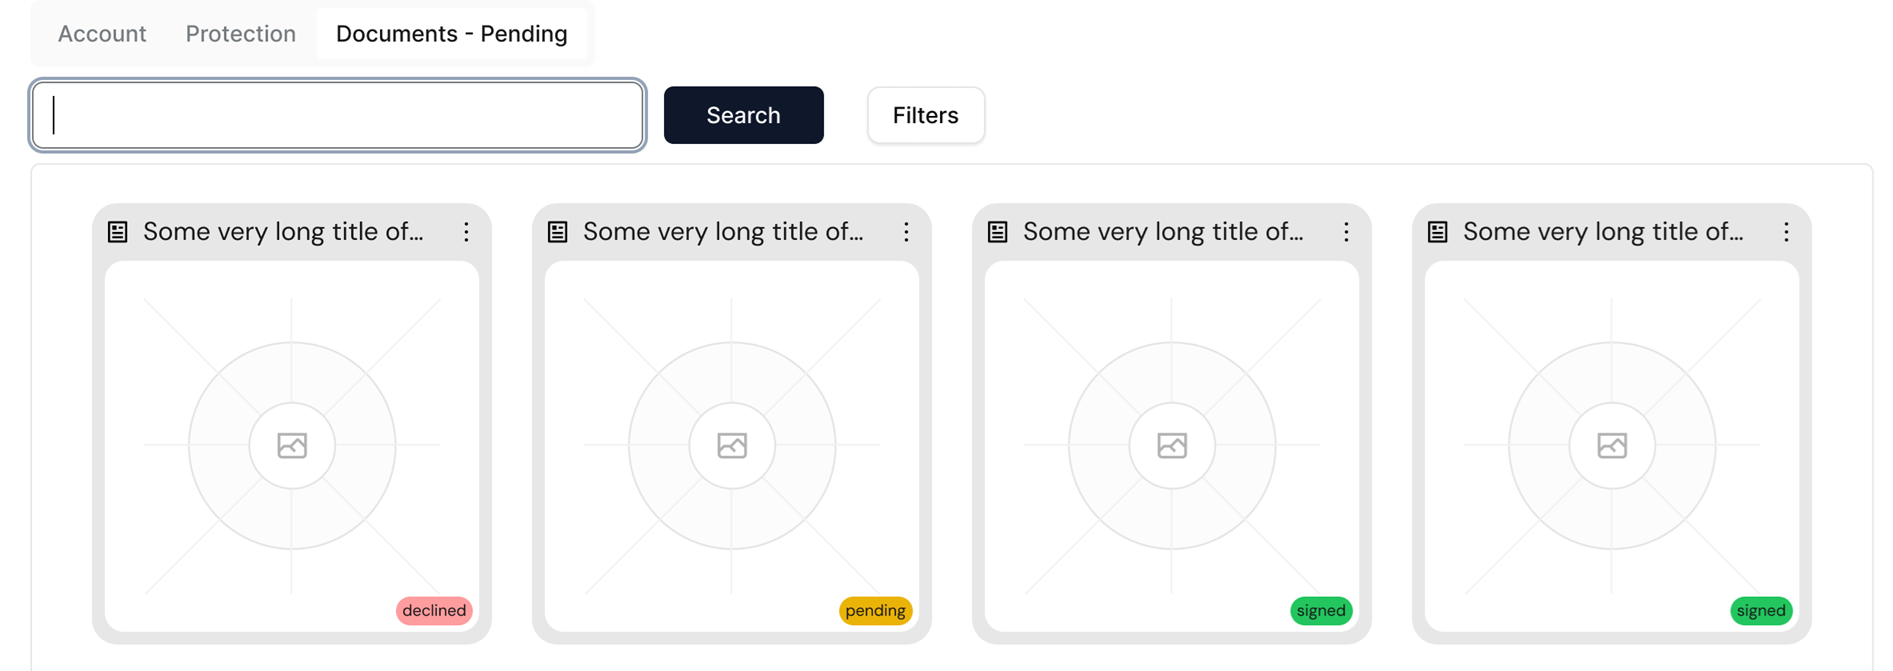 Account Protection Documents - Pending
Search Filters
Some very long title of... Some very long title of... Some very long title of... Some very long title of...
declined pending signed signed